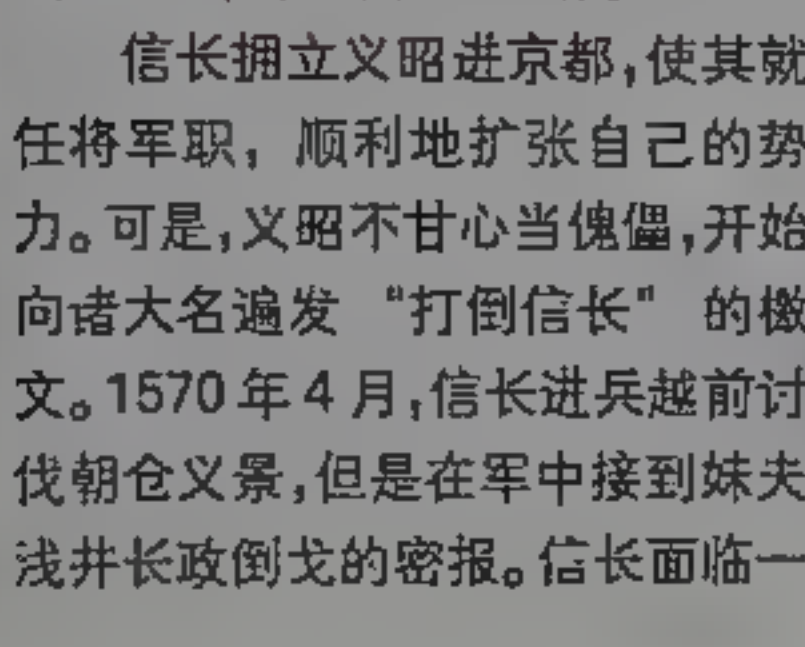 信长拥立义昭进京都，使其就
任将军职，顺利地扩张自己的势
力。可是，义昭不甘心当傀儡，开始
向诸大名遍发“打倒信长”的檄
文。1570年4月，信长进兵越前讨
伐朝仓义景，但是在军中接到妹夫
浅井长政倒戈的密报。信长面临一